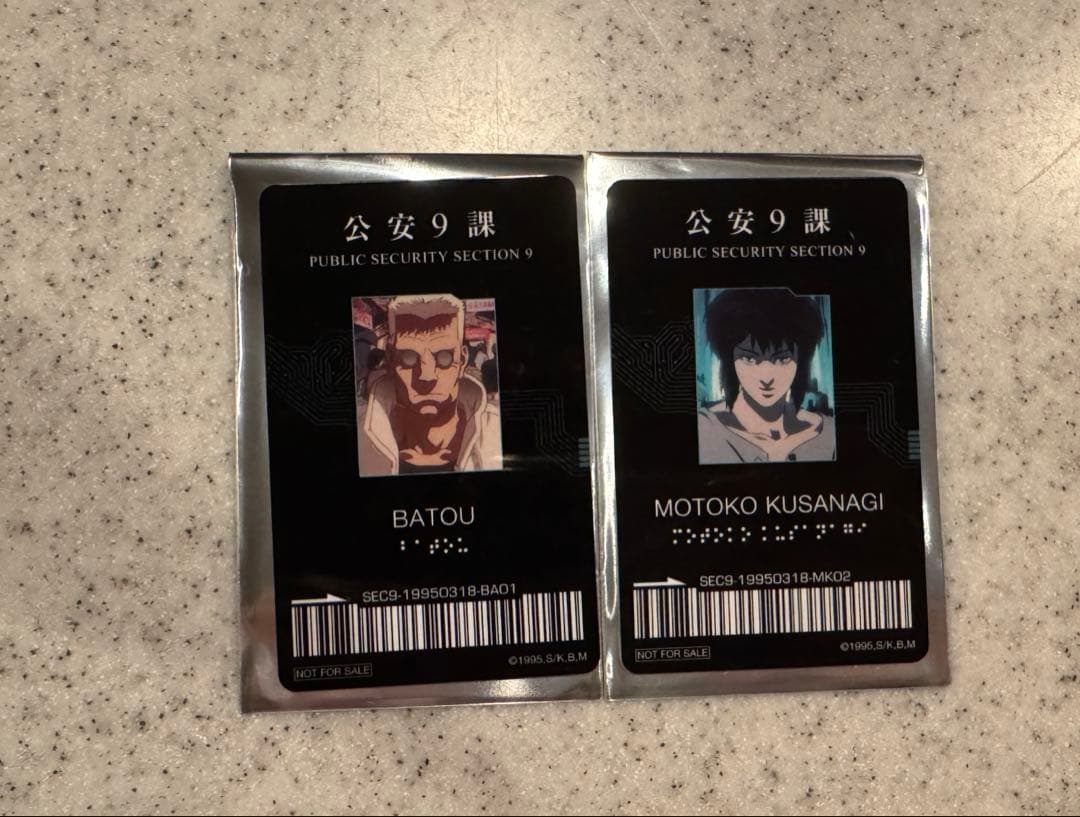 公安9課
PUBLIC SECURITY SECTION 9
BATOU
⠃⠁⠞⠕⠥
SEC9-19950318-BA01
NOT FOR SALE
©1995,S/K,B,M
公安9課
PUBLIC SECURITY SECTION 9
MOTOKO KUSANAGI
⠍⠕⠞⠕⠅⠕ ⠅⠥⠎⠁⠝⠁⠛⠊
SEC9-19950318-MK02
NOT FOR SALE
©1995,S/K,B,M